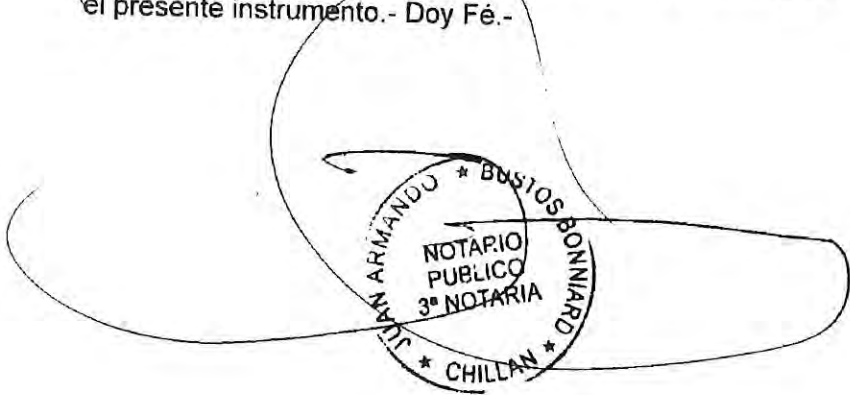 el presente instrumento.- Doy Fé.-
JUAN ARMANDO * BUSTOS BONNIARD * CHILLAN *
NOTARIO
PUBLICO
3ª NOTARIA